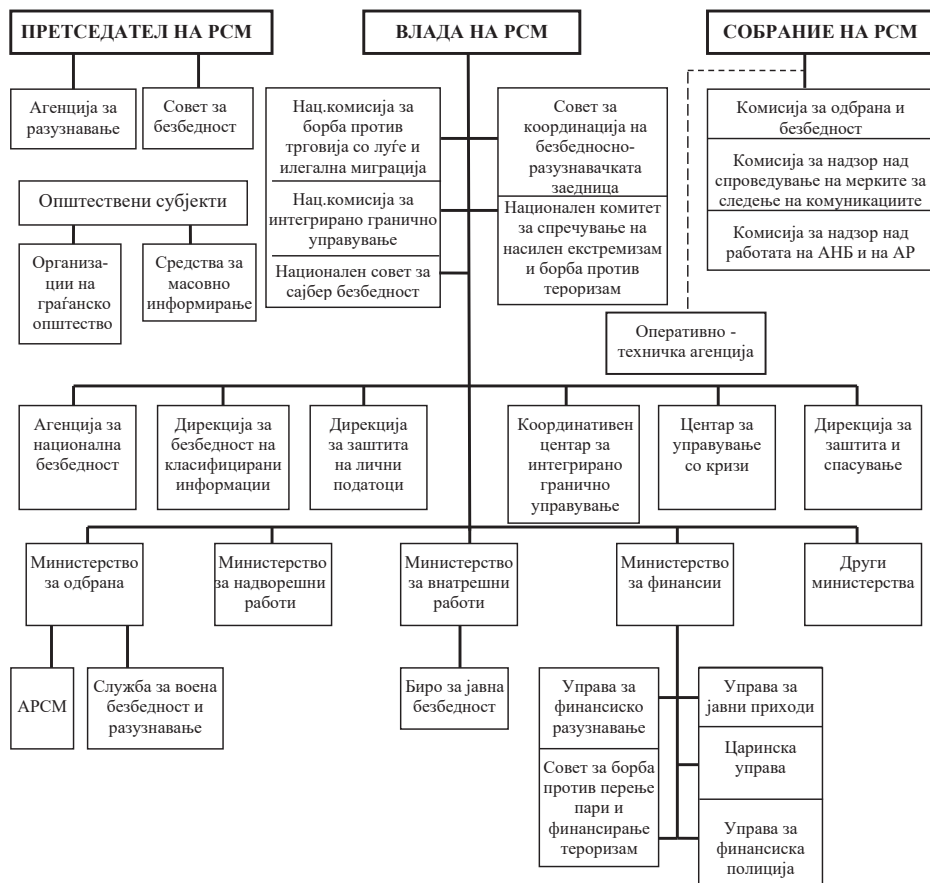 ПРЕТСЕДАТЕЛ НА РСМ
ВЛАДА НА РСМ
СОБРАНИЕ НА РСМ
Агенција за
разузнавање
Совет за
безбедност
Нац.комисија за
борба против
трговија со луѓе и
илегална миграција
Нац.комисија за
интегрирано гранично
управување
Национален совет за
сајбер безбедност
Совет за
координација на
безбедносно-
разузнавачката
заедница
Национален комитет
за спречување на
насилен екстремизам
и борба против
тероризам
Комисија за одбрана и
безбедност
Комисија за надзор над
спроведување на мерките за
следење на комуникациите
Комисија за надзор над
работата на АНБ и на АР
Општествени субјекти
Организа-
ции на
граѓанско
општество
Средства за
масовно
информирање
Оперативно -
техничка агенција
Агенција за
национална
безбедност
Дирекција за
безбедност на
класифицирани
информации
Дирекција
за заштита
на лични
податоци
Координативен
центар за
интегрирано
гранично
управување
Центар за
управување
со кризи
Дирекција за
заштита и
спасување
Министерство
за одбрана
Министерство
за надворешни
работи
Министерство
за внатрешни
работи
Министерство
за финансии
Други
министерства
АРСМ
Служба за воена
безбедност и
разузнавање
Биро за јавна
безбедност
Управа за
финансиско
разузнавање
Совет за борба
против перење
пари и
финансирање
тероризам
Управа за
јавни приходи
Царинска
управа
Управа за
финансиска
полиција